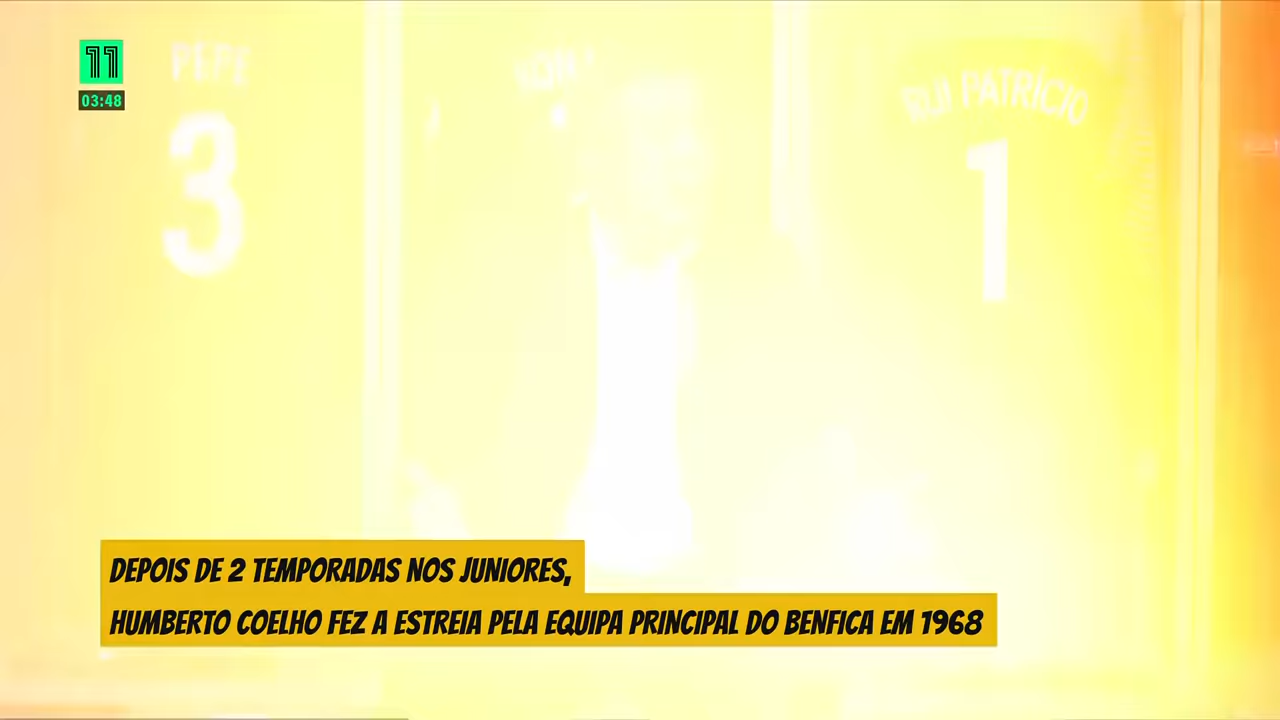 11
03:48
PEPE
3
RUI PATRÍCIO
1
DEPOIS DE 2 TEMPORADAS NOS JUNIORES,
HUMBERTO COELHO FEZ A ESTREIA PELA EQUIPA PRINCIPAL DO BENFICA EM 1968